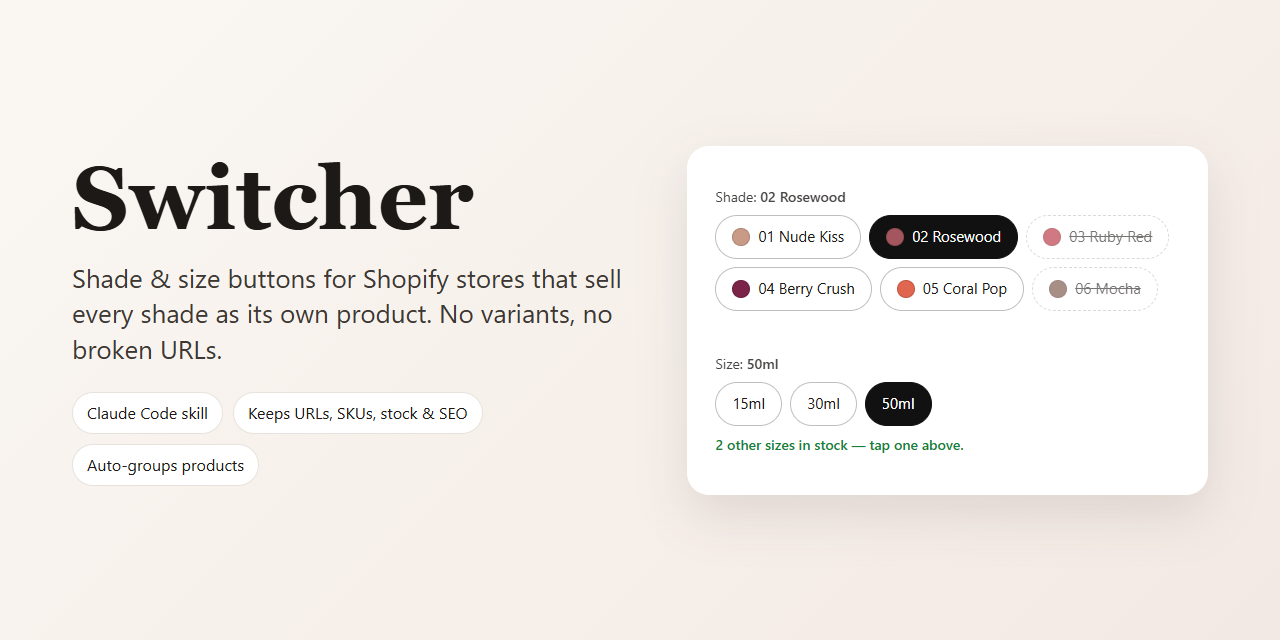 Switcher
Shade & size buttons for Shopify stores that sell
every shade as its own product. No variants, no
broken URLs.
Claude Code skill
Keeps URLs, SKUs, stock & SEO
Auto-groups products
Shade: 02 Rosewood
01 Nude Kiss
02 Rosewood
03 Ruby Red
04 Berry Crush
05 Coral Pop
06 Mocha
Size: 50ml
15ml
30ml
50ml
2 other sizes in stock — tap one above.